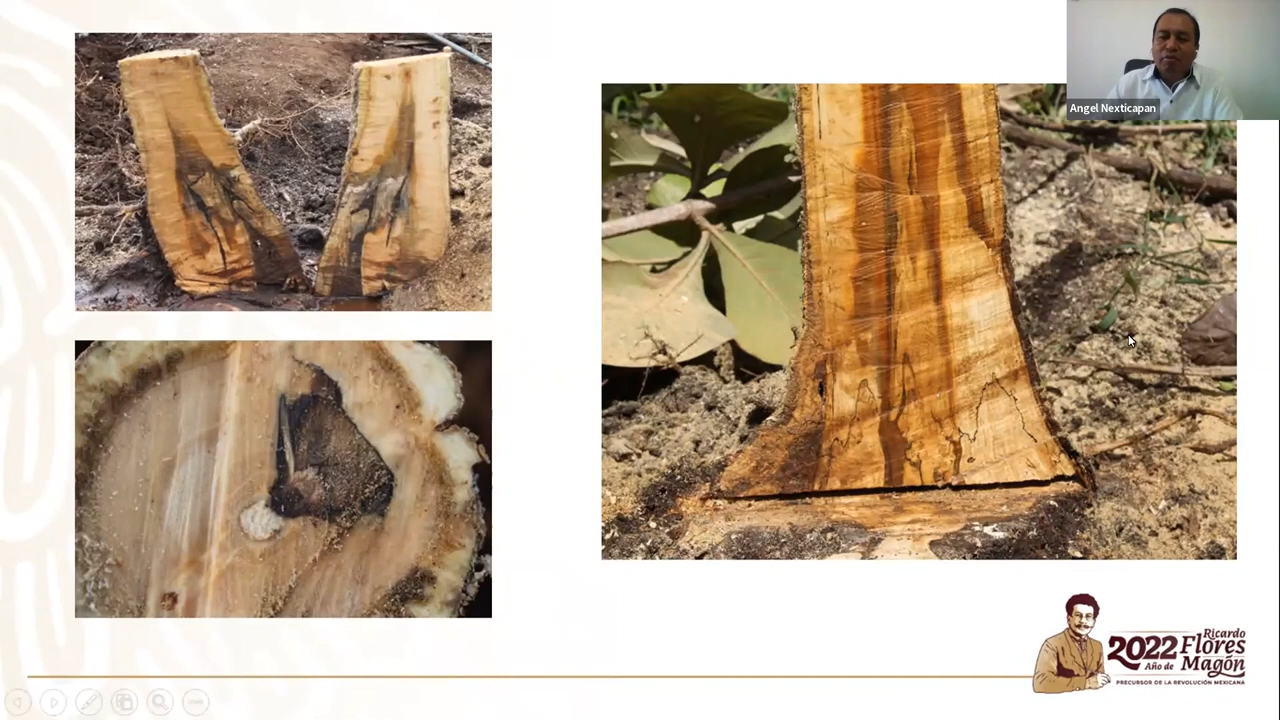 Angel Nexticapan
2022
Año de
Ricardo
Flores
Magón
PRECURSOR DE LA REVOLUCIÓN MEXICANA